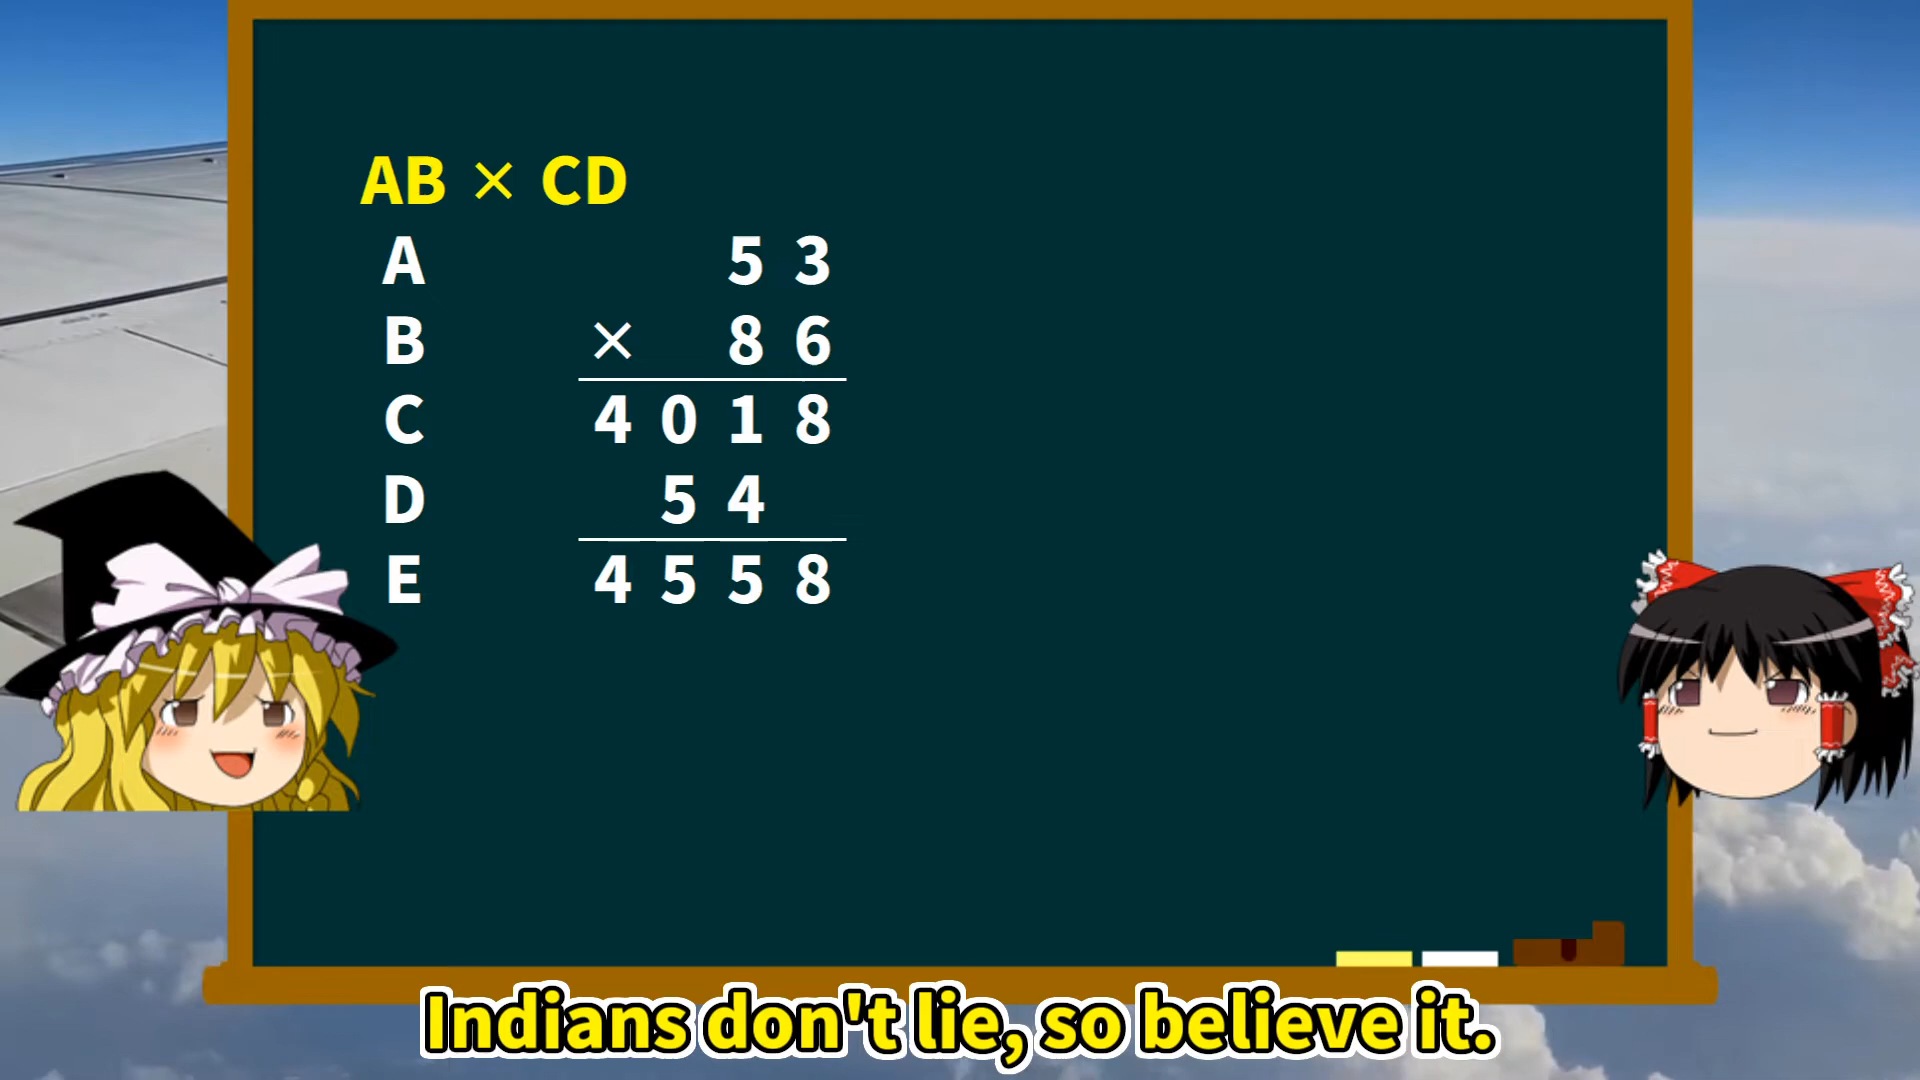 AB × CD
A 5 3
B × 8 6
C 4 0 1 8
D 5 4
E 4 5 5 8
Indians don't lie, so believe it.